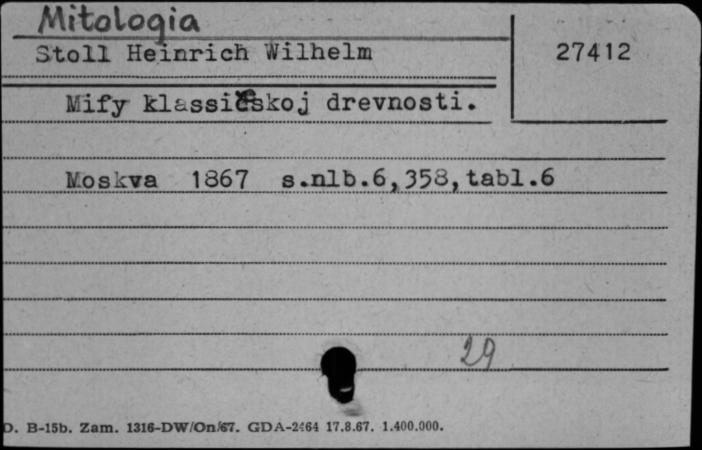 Mitologia
Stoll Heinrich Wilhelm 27412
Mify klassičeskoj drevnosti.
Moskva 1867 s.nlb.6,358,tabl.6
29
D. B-15b. Zam. 1316-DW/On/67. GDA-2464 17.8.67. 1.400.000.